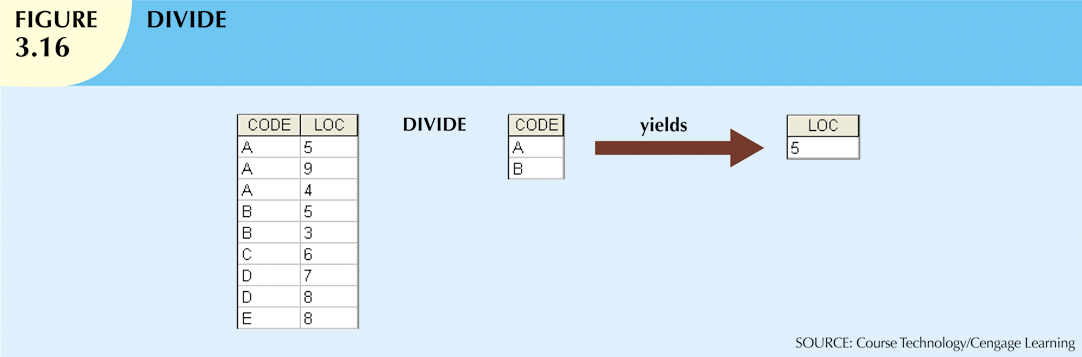 FIGURE
3.16
DIVIDE
CODE LOC
A 5
A 9
A 4
B 5
B 3
C 6
D 7
D 8
E 8
DIVIDE
CODE
A
B
yields
LOC
5
SOURCE: Course Technology/Cengage Learning